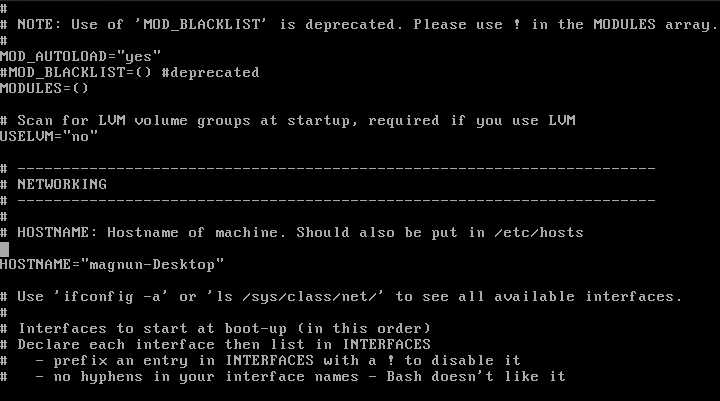 #
# NOTE: Use of 'MOD_BLACKLIST' is deprecated. Please use ! in the MODULES array.
#
MOD_AUTOLOAD="yes"
#MOD_BLACKLIST=() #deprecated
MODULES=()

# Scan for LVM volume groups at startup, required if you use LVM
USELVM="no"

# -----------------------------------------------------------------------
# NETWORKING
# -----------------------------------------------------------------------
#
# HOSTNAME: Hostname of machine. Should also be put in /etc/hosts
#
HOSTNAME="magnun-Desktop"

# Use 'ifconfig -a' or 'ls /sys/class/net/' to see all available interfaces.
#
# Interfaces to start at boot-up (in this order)
# Declare each interface then list in INTERFACES
#   - prefix an entry in INTERFACES with a ! to disable it
#   - no hyphens in your interface names - Bash doesn't like it